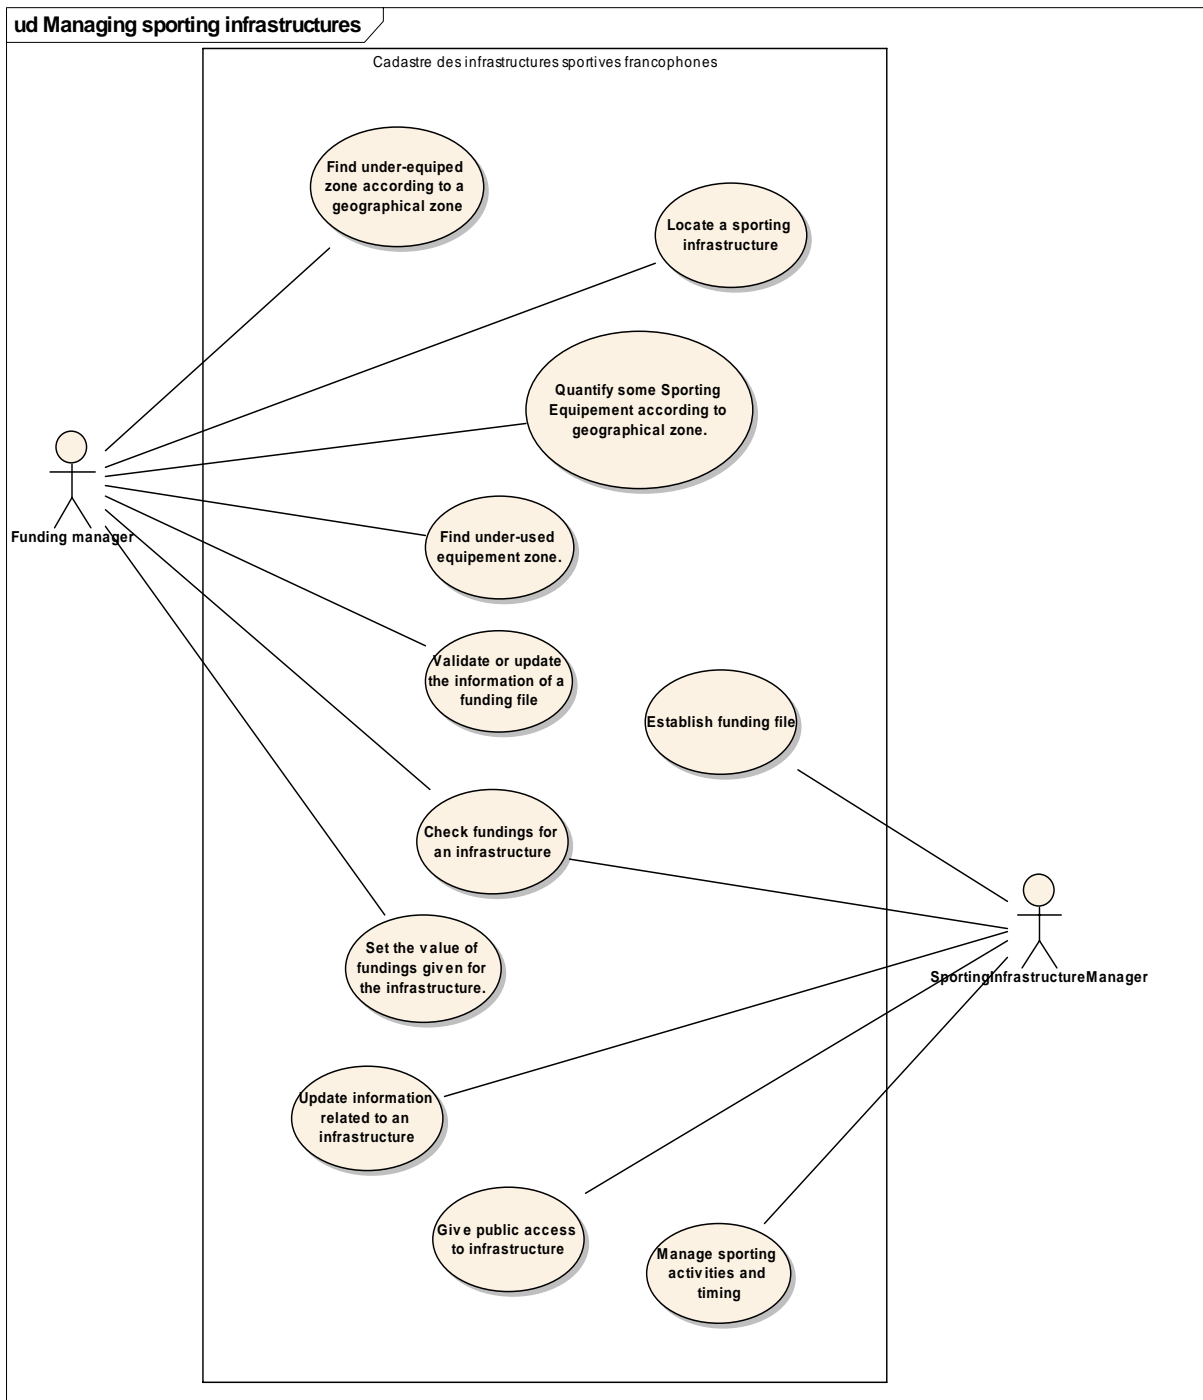 ud Managing sporting infrastructures
Cadastre des infrastructures sportives francophones
Find under-equiped
zone according to a
geographical zone
Locate a sporting
infrastructure
Quantify some Sporting
Equipement according to
geographical zone.
Funding manager
Find under-used
equipement zone.
Validate or update
the information of a
funding file
Establish funding file
Check fundings for
an infrastructure
Set the value of
fundings given for
the infrastructure.
SportingInfrastructureManager
Update information
related to an
infrastructure
Give public access
to infrastructure
Manage sporting
activities and
timing